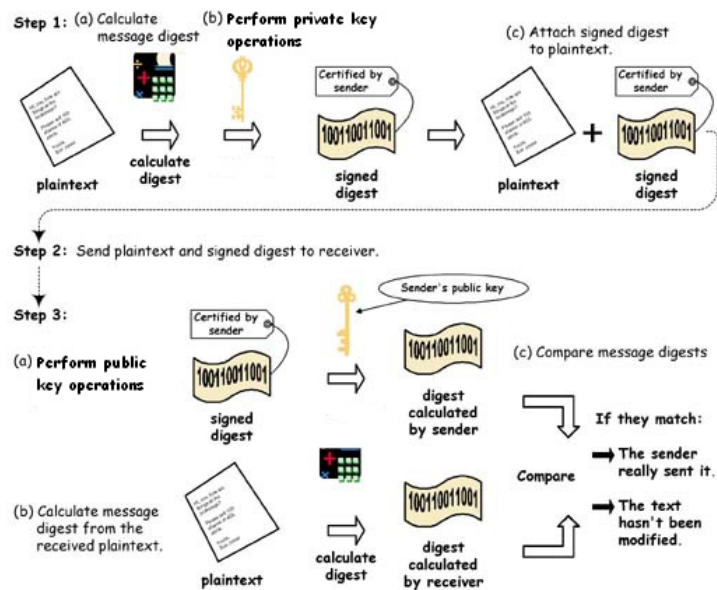 Step 1: (a) Calculate
message digest
(b) Perform private key
operations
(c) Attach signed digest
to plaintext.
plaintext
calculate
digest
Certified by
sender
100110011001
signed
digest
plaintext
+
Certified by
sender
100110011001
signed
digest
Step 2: Send plaintext and signed digest to receiver.
Step 3:
Sender's public key
(a) Perform public
key operations
Certified by
sender
100110011001
signed
digest
100110011001
digest
calculated
by sender
(c) Compare message digests
If they match:
Compare
The sender
really sent it.
The text
hasn't been
modified.
(b) Calculate message
digest from the
received plaintext.
plaintext
calculate
digest
100110011001
digest
calculated
by receiver